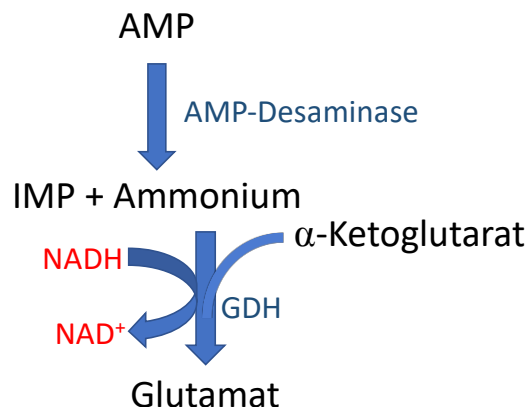 AMP
AMP-Desaminase
IMP + Ammonium
α-Ketoglutarat
NADH
GDH
NAD⁺
Glutamat